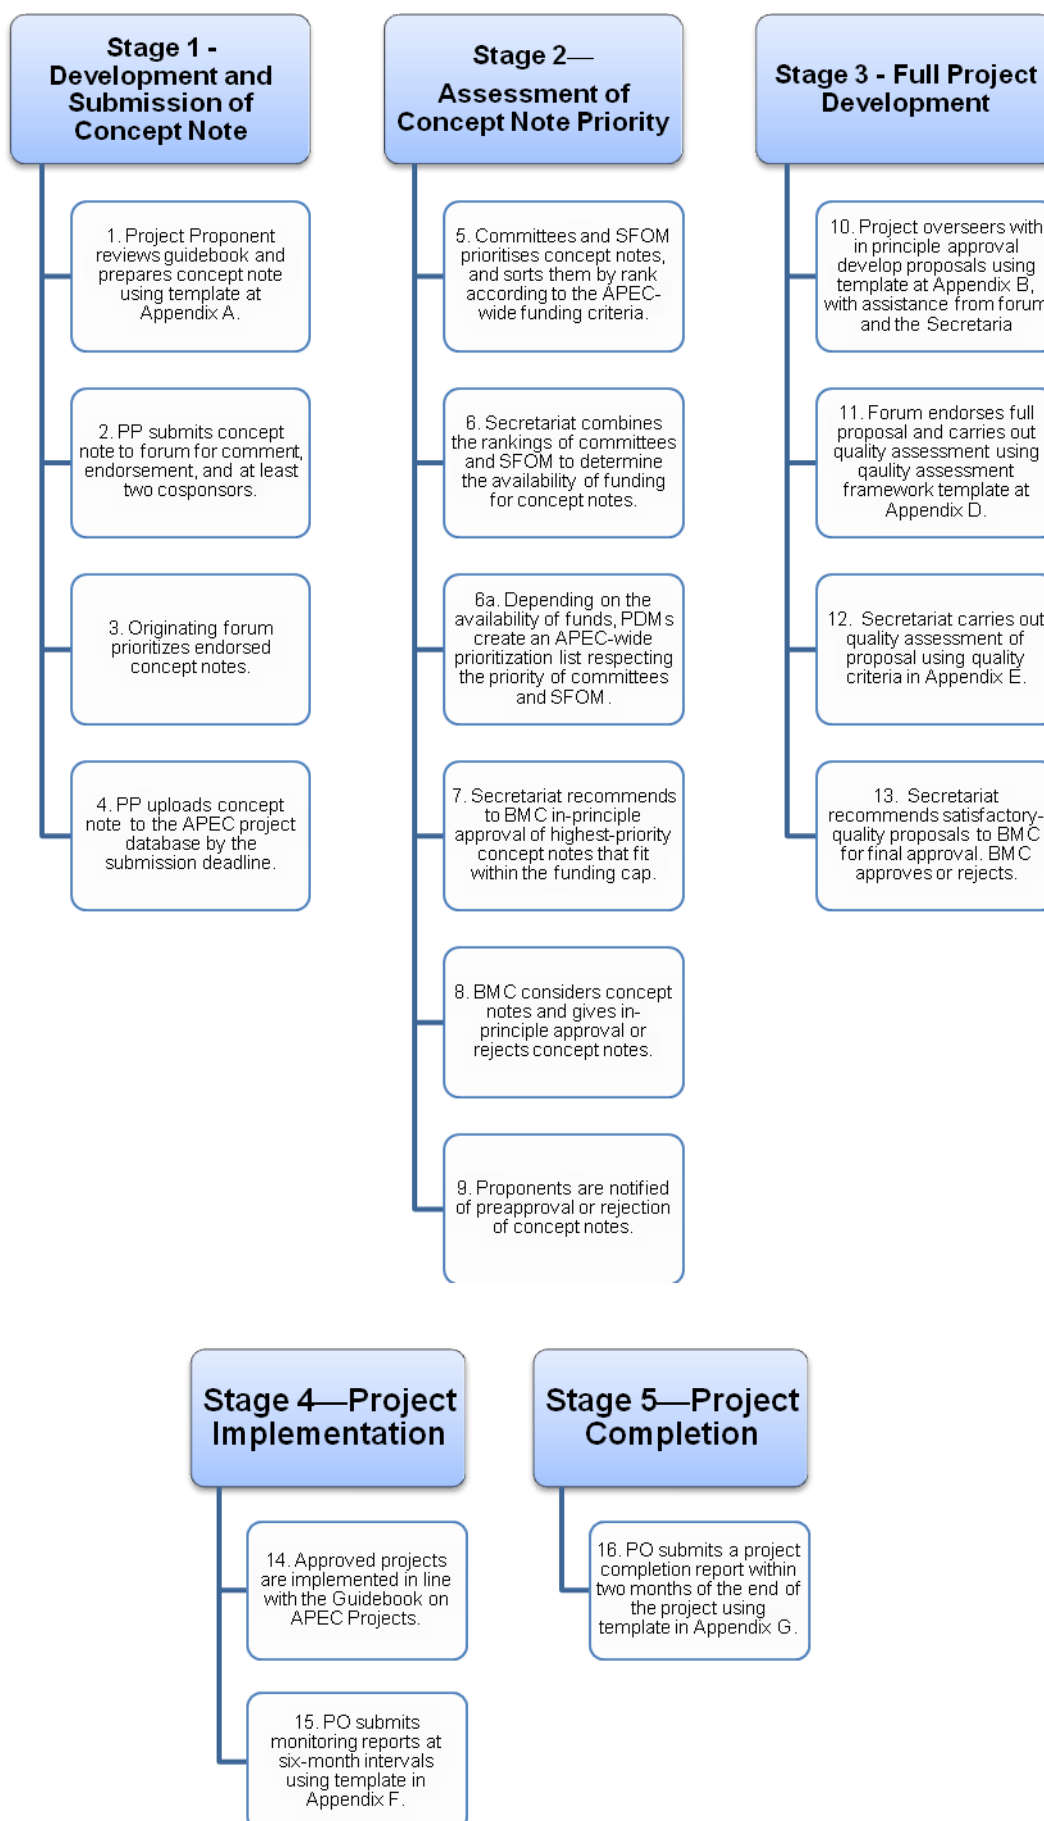 Stage 1 -
Development and
Submission of
Concept Note
1. Project Proponent
reviews guidebook and
prepares concept note
using template at
Appendix A.
2. PP submits concept
note to forum for comment,
endorsement, and at least
two cosponsors.
3. Originating forum
prioritizes endorsed
concept notes.
4. PP uploads concept
note to the APEC project
database by the
submission deadline.
Stage 2—
Assessment of
Concept Note Priority
5. Committees and SFOM
prioritises concept notes,
and sorts them by rank
according to the APEC-
wide funding criteria.
6. Secretariat combines
the rankings of committees
and SFOM to determine
the availability of funding
for concept notes.
6a. Depending on the
availability of funds, PDMs
create an APEC-wide
prioritization list respecting
the priority of committees
and SFOM.
7. Secretariat recommends
to BMC in-principle
approval of highest-priority
concept notes that fit
within the funding cap.
8. BMC considers concept
notes and gives in-
principle approval or
rejects concept notes.
9. Proponents are notified
of preapproval or rejection
of concept notes.
Stage 3 - Full Project
Development
10. Project overseers with
in principle approval
develop proposals using
template at Appendix B,
with assistance from forum
and the Secretaria
11. Forum endorses full
proposal and carries out
quality assessment using
qaulity assessment
framework template at
Appendix D.
12. Secretariat carries out
quality assessment of
proposal using quality
criteria in Appendix E.
13. Secretariat
recommends satisfactory-
quality proposals to BMC
for final approval. BMC
approves or rejects.
Stage 4—Project
Implementation
14. Approved projects
are implemented in line
with the Guidebook on
APEC Projects.
15. PO submits
monitoring reports at
six-month intervals
using template in
Appendix F.
Stage 5—Project
Completion
16. PO submits a project
completion report within
two months of the end of
the project using
template in Appendix G.